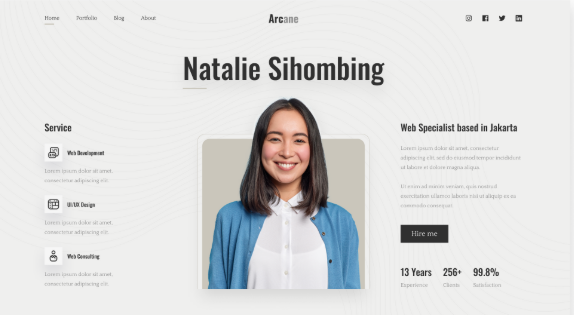 Home Portfolio Blog About
Arcane
Natalie Sihombing
Service
Web Development
Lorem ipsum dolor sit amet,
consectetur adipiscing elit.
UI/UX Design
Lorem ipsum dolor sit amet,
consectetur adipiscing elit.
Web Consulting
Lorem ipsum dolor sit amet,
consectetur adipiscing elit.
Web Specialist based in Jakarta
Lorem ipsum dolor sit amet, consectetur
adipiscing elit, sed do eiusmod tempor incididunt
ut labore et dolore magna aliqua.
Ut enim ad minim veniam, quis nostrud
exercitation ullamco laboris nisi ut aliquip ex ea
commodo consequat
Hire me
13 Years 256+ 99.8%
Experience Clients Satisfaction